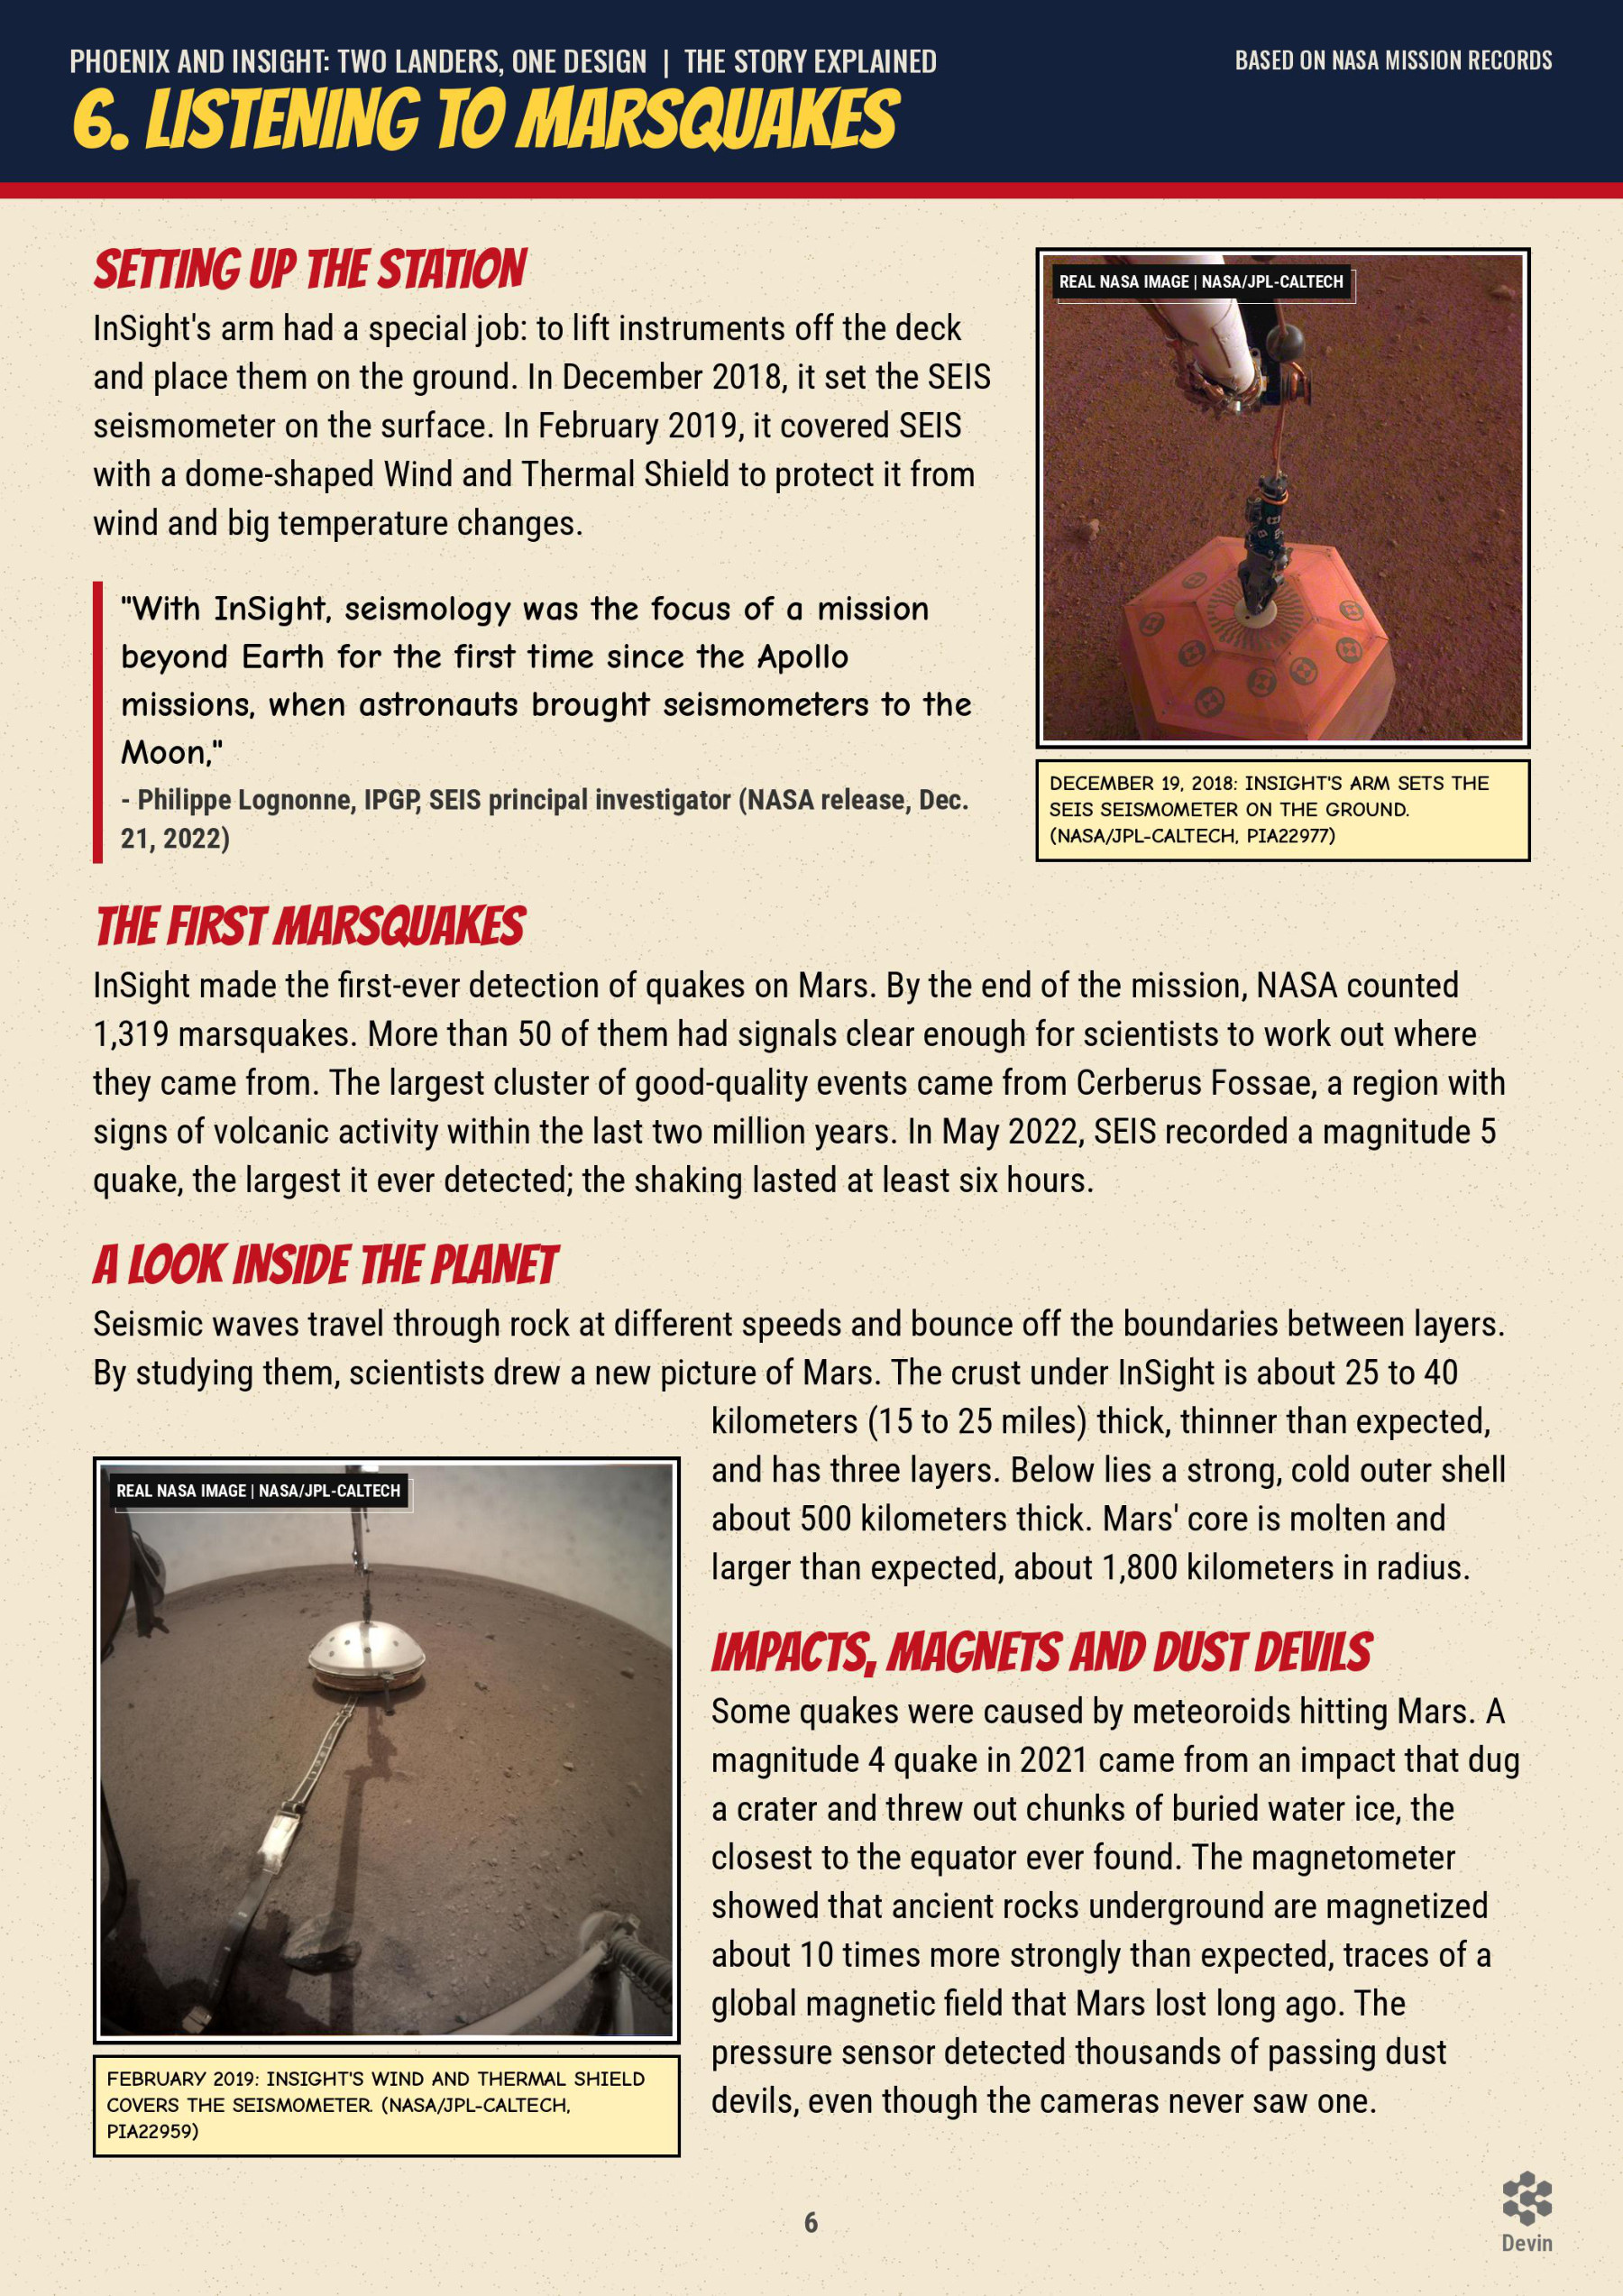 PHOENIX AND INSIGHT: TWO LANDERS, ONE DESIGN | THE STORY EXPLAINED
BASED ON NASA MISSION RECORDS
6. LISTENING TO MARSQUAKES
SETTING UP THE STATION
InSight's arm had a special job: to lift instruments off the deck
and place them on the ground. In December 2018, it set the SEIS
seismometer on the surface. In February 2019, it covered SEIS
with a dome-shaped Wind and Thermal Shield to protect it from
wind and big temperature changes.
"With InSight, seismology was the focus of a mission
beyond Earth for the first time since the Apollo
missions, when astronauts brought seismometers to the
Moon,"
- Philippe Lognonne, IPGP, SEIS principal investigator (NASA release, Dec.
21, 2022)
REAL NASA IMAGE | NASA/JPL-CALTECH
DECEMBER 19, 2018: INSIGHT'S ARM SETS THE
SEIS SEISMOMETER ON THE GROUND.
(NASA/JPL-CALTECH, PIA22977)
THE FIRST MARSQUAKES
InSight made the first-ever detection of quakes on Mars. By the end of the mission, NASA counted
1,319 marsquakes. More than 50 of them had signals clear enough for scientists to work out where
they came from. The largest cluster of good-quality events came from Cerberus Fossae, a region with
signs of volcanic activity within the last two million years. In May 2022, SEIS recorded a magnitude 5
quake, the largest it ever detected; the shaking lasted at least six hours.
A LOOK INSIDE THE PLANET
Seismic waves travel through rock at different speeds and bounce off the boundaries between layers.
By studying them, scientists drew a new picture of Mars. The crust under InSight is about 25 to 40
kilometers (15 to 25 miles) thick, thinner than expected,
and has three layers. Below lies a strong, cold outer shell
about 500 kilometers thick. Mars' core is molten and
larger than expected, about 1,800 kilometers in radius.
REAL NASA IMAGE | NASA/JPL-CALTECH
FEBRUARY 2019: INSIGHT'S WIND AND THERMAL SHIELD
COVERS THE SEISMOMETER. (NASA/JPL-CALTECH,
PIA22959)
IMPACTS, MAGNETS AND DUST DEVILS
Some quakes were caused by meteoroids hitting Mars. A
magnitude 4 quake in 2021 came from an impact that dug
a crater and threw out chunks of buried water ice, the
closest to the equator ever found. The magnetometer
showed that ancient rocks underground are magnetized
about 10 times more strongly than expected, traces of a
global magnetic field that Mars lost long ago. The
pressure sensor detected thousands of passing dust
devils, even though the cameras never saw one.
6
Devin